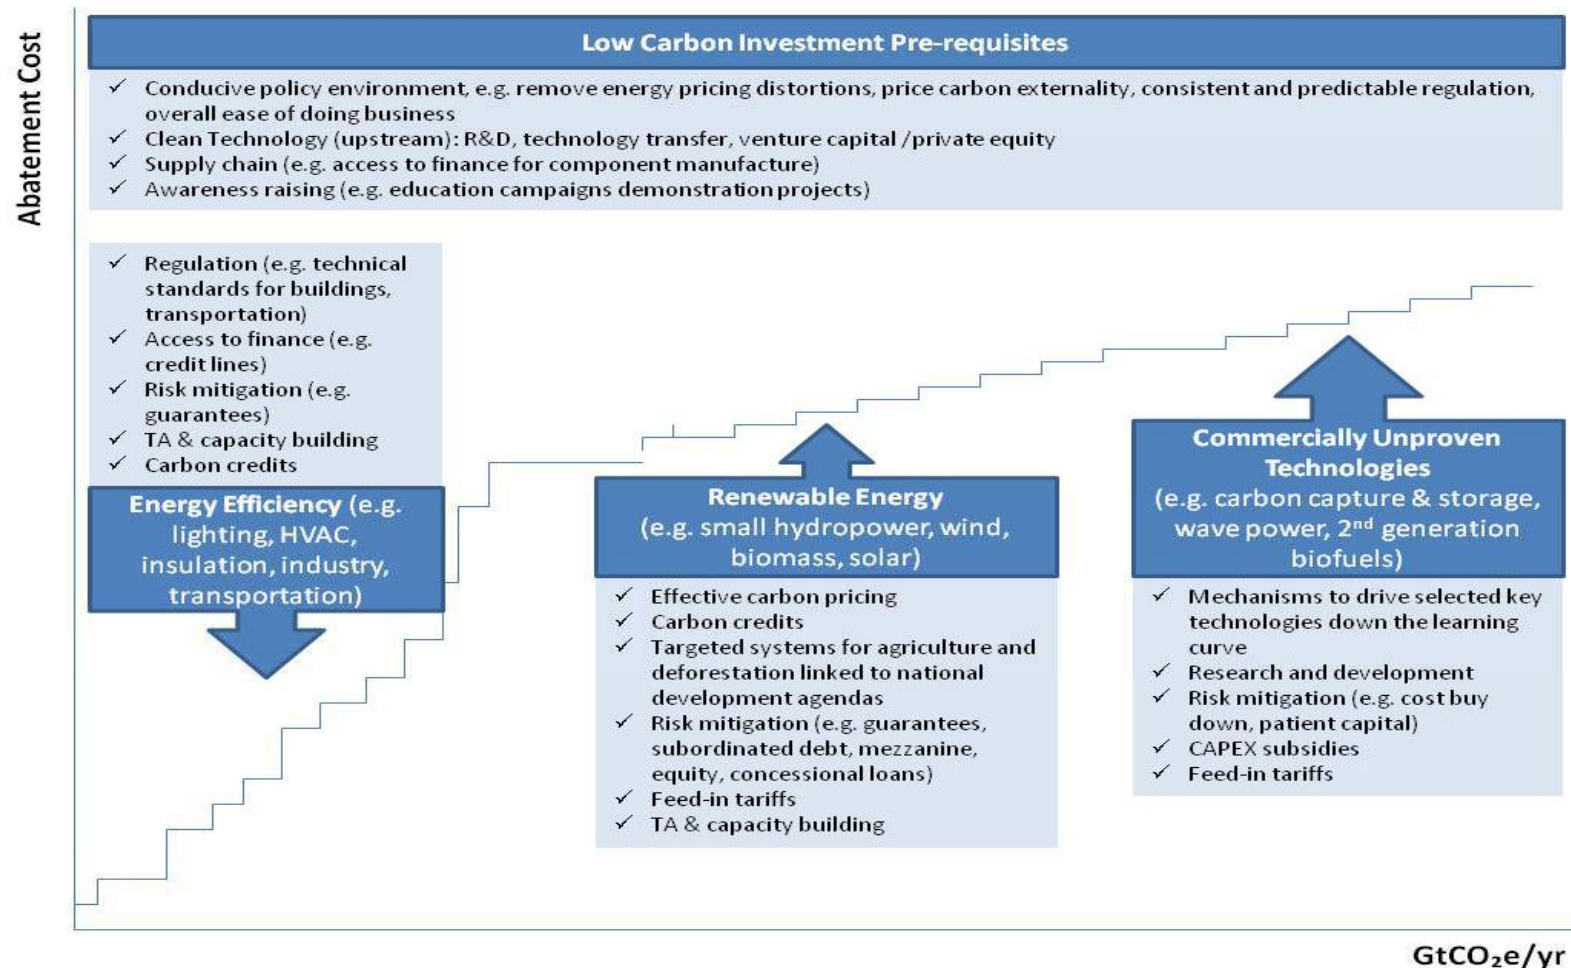 Abatement Cost
Low Carbon Investment Pre-requisites
✓ Conducive policy environment, e.g. remove energy pricing distortions, price carbon externality, consistent and predictable regulation,
overall ease of doing business
✓ Clean Technology (upstream): R&D, technology transfer, venture capital /private equity
✓ Supply chain (e.g. access to finance for component manufacture)
✓ Awareness raising (e.g. education campaigns demonstration projects)
✓ Regulation (e.g. technical
standards for buildings,
transportation)
✓ Access to finance (e.g.
credit lines)
✓ Risk mitigation (e.g.
guarantees)
✓ TA & capacity building
✓ Carbon credits
Energy Efficiency (e.g.
lighting, HVAC,
insulation, industry,
transportation)
Renewable Energy
(e.g. small hydropower, wind,
biomass, solar)
✓ Effective carbon pricing
✓ Carbon credits
✓ Targeted systems for agriculture and
deforestation linked to national
development agendas
✓ Risk mitigation (e.g. guarantees,
subordinated debt, mezzanine,
equity, concessional loans)
✓ Feed-in tariffs
✓ TA & capacity building
Commercially Unproven
Technologies
(e.g. carbon capture & storage,
wave power, 2nd generation
biofuels)
✓ Mechanisms to drive selected key
technologies down the learning
curve
✓ Research and development
✓ Risk mitigation (e.g. cost buy
down, patient capital)
✓ CAPEX subsidies
✓ Feed-in tariffs
GtCO₂e/yr